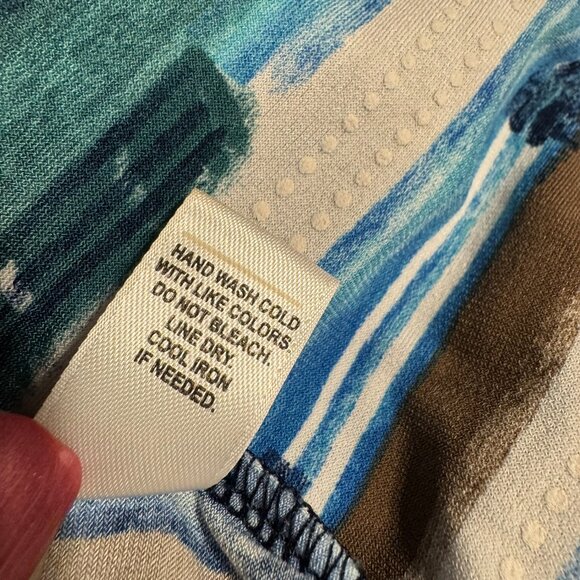 HAND WASH COLD
WITH LIKE COLORS.
DO NOT BLEACH.
LINE DRY.
COOL IRON
IF NEEDED.